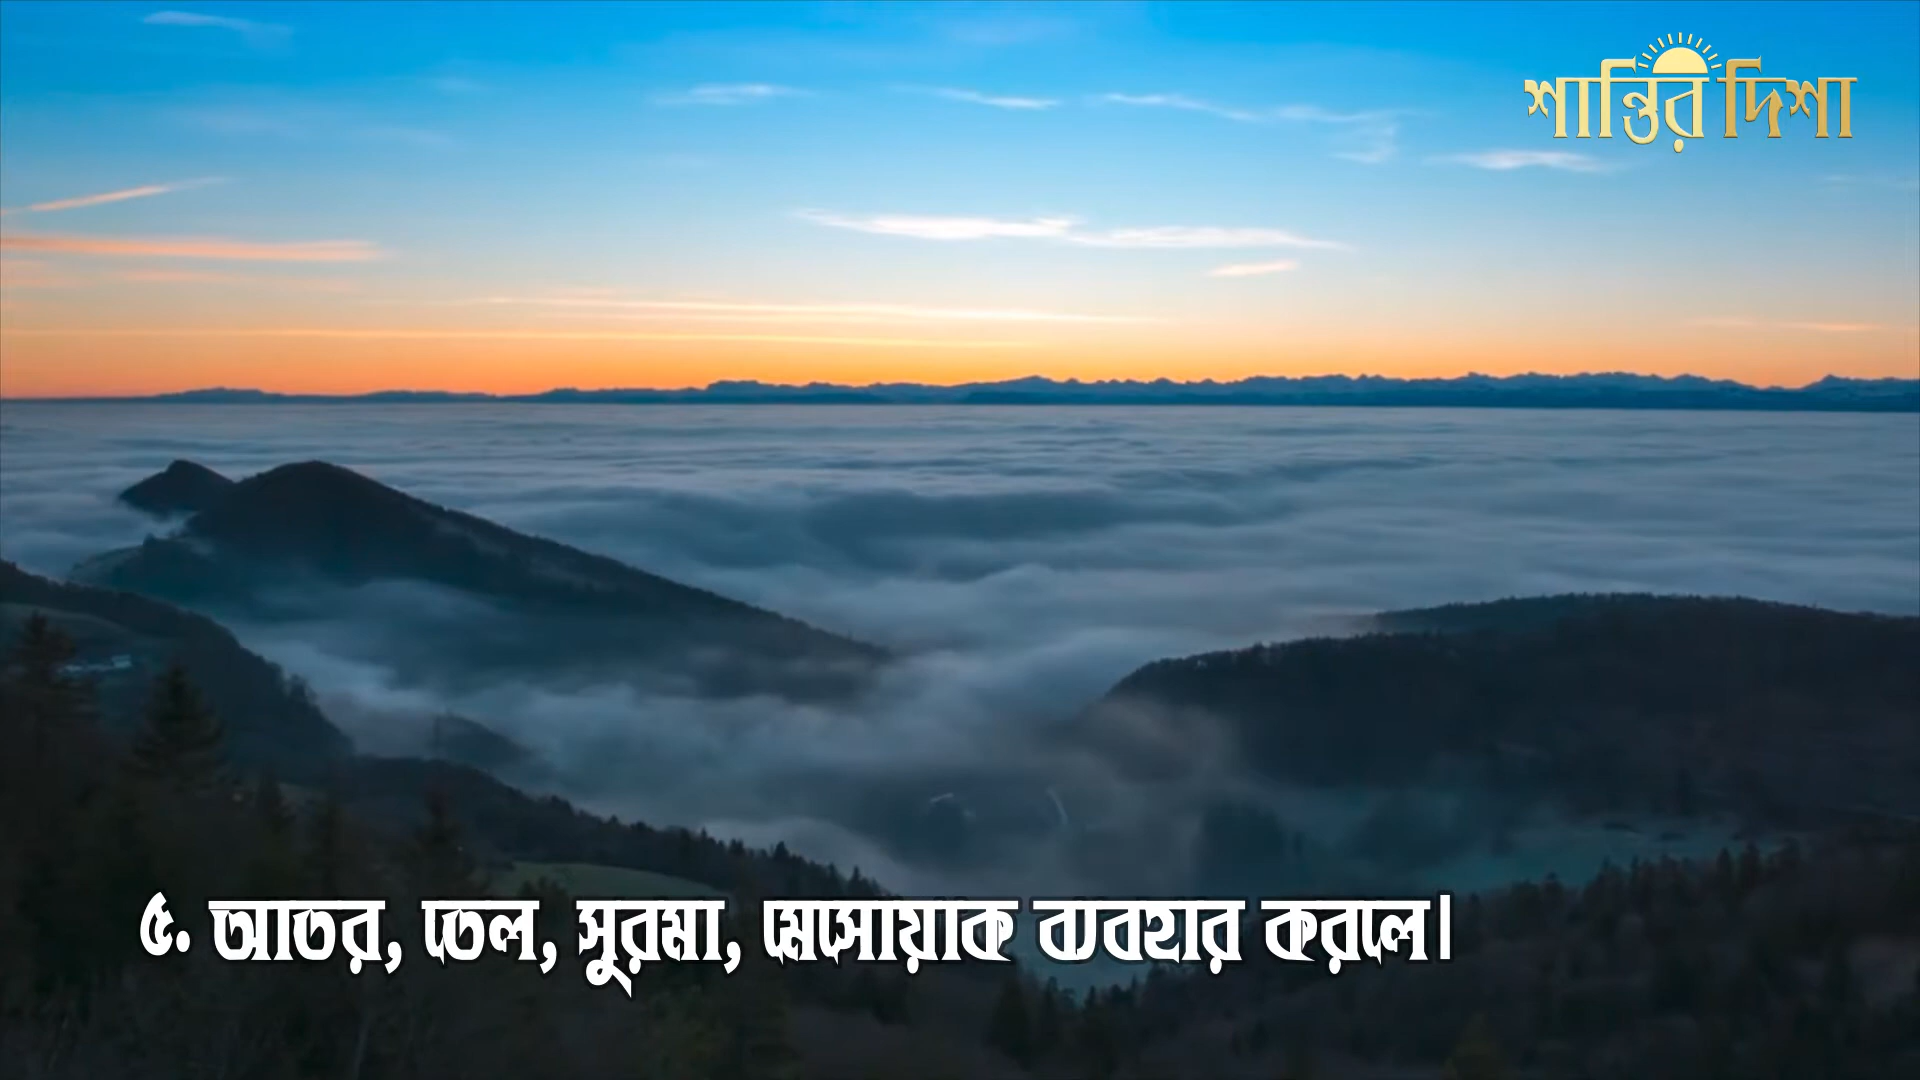 শান্তির দিশা
৫. আতর, তেল, সুরমা, মেসোয়াক ব্যবহার করলে।